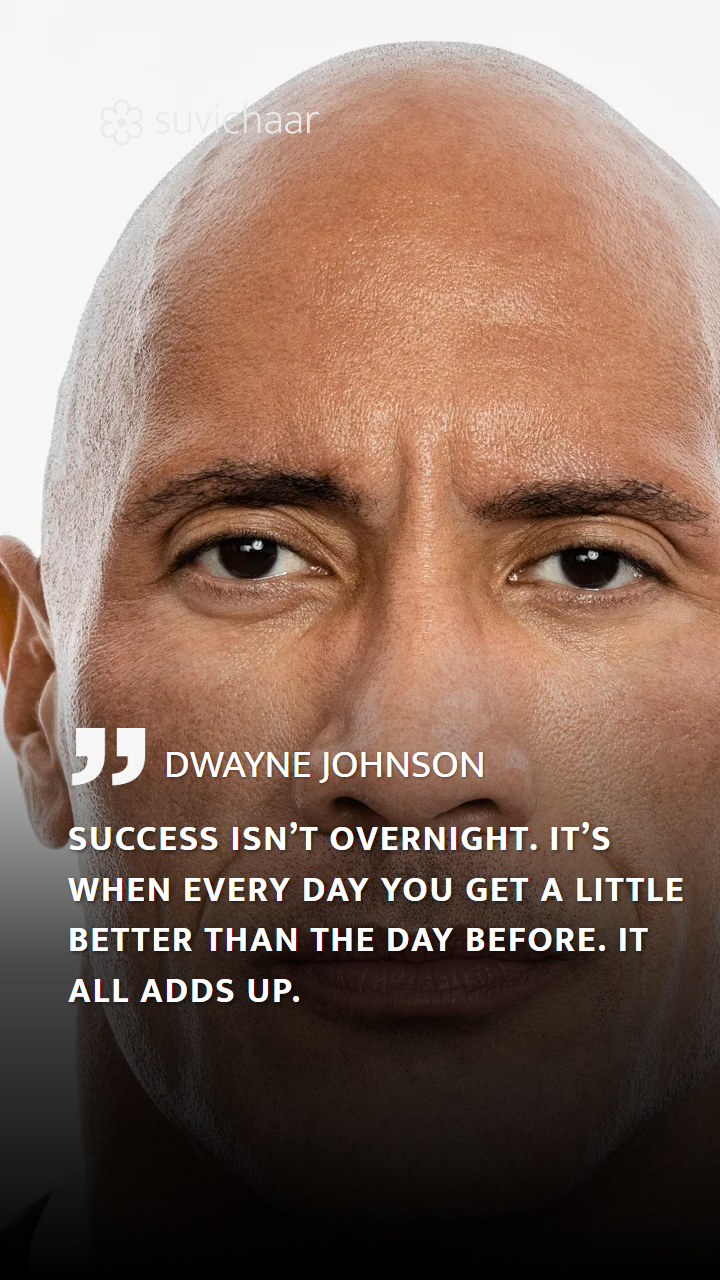 suvichaar
DWAYNE JOHNSON
SUCCESS ISN’T OVERNIGHT. IT’S
WHEN EVERY DAY YOU GET A LITTLE
BETTER THAN THE DAY BEFORE. IT
ALL ADDS UP.